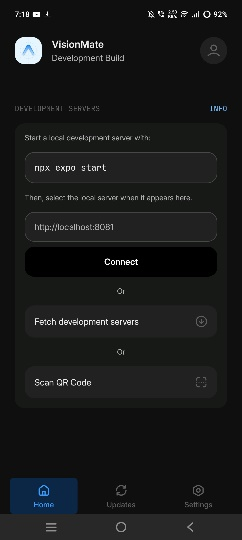 7:18
92%
VisionMate
Development Build
DEVELOPMENT SERVERS
INFO
Start a local development server with:
npx expo start
Then, select the local server when it appears here.
http://localhost:8081
Connect
Or
Fetch development servers
Or
Scan QR Code
Home
Updates
Settings